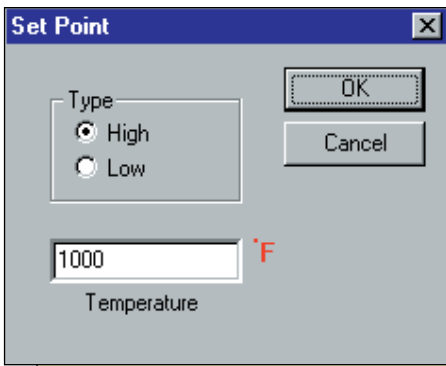 Set Point
Type
High
Low
OK
Cancel
1000 °F
Temperature